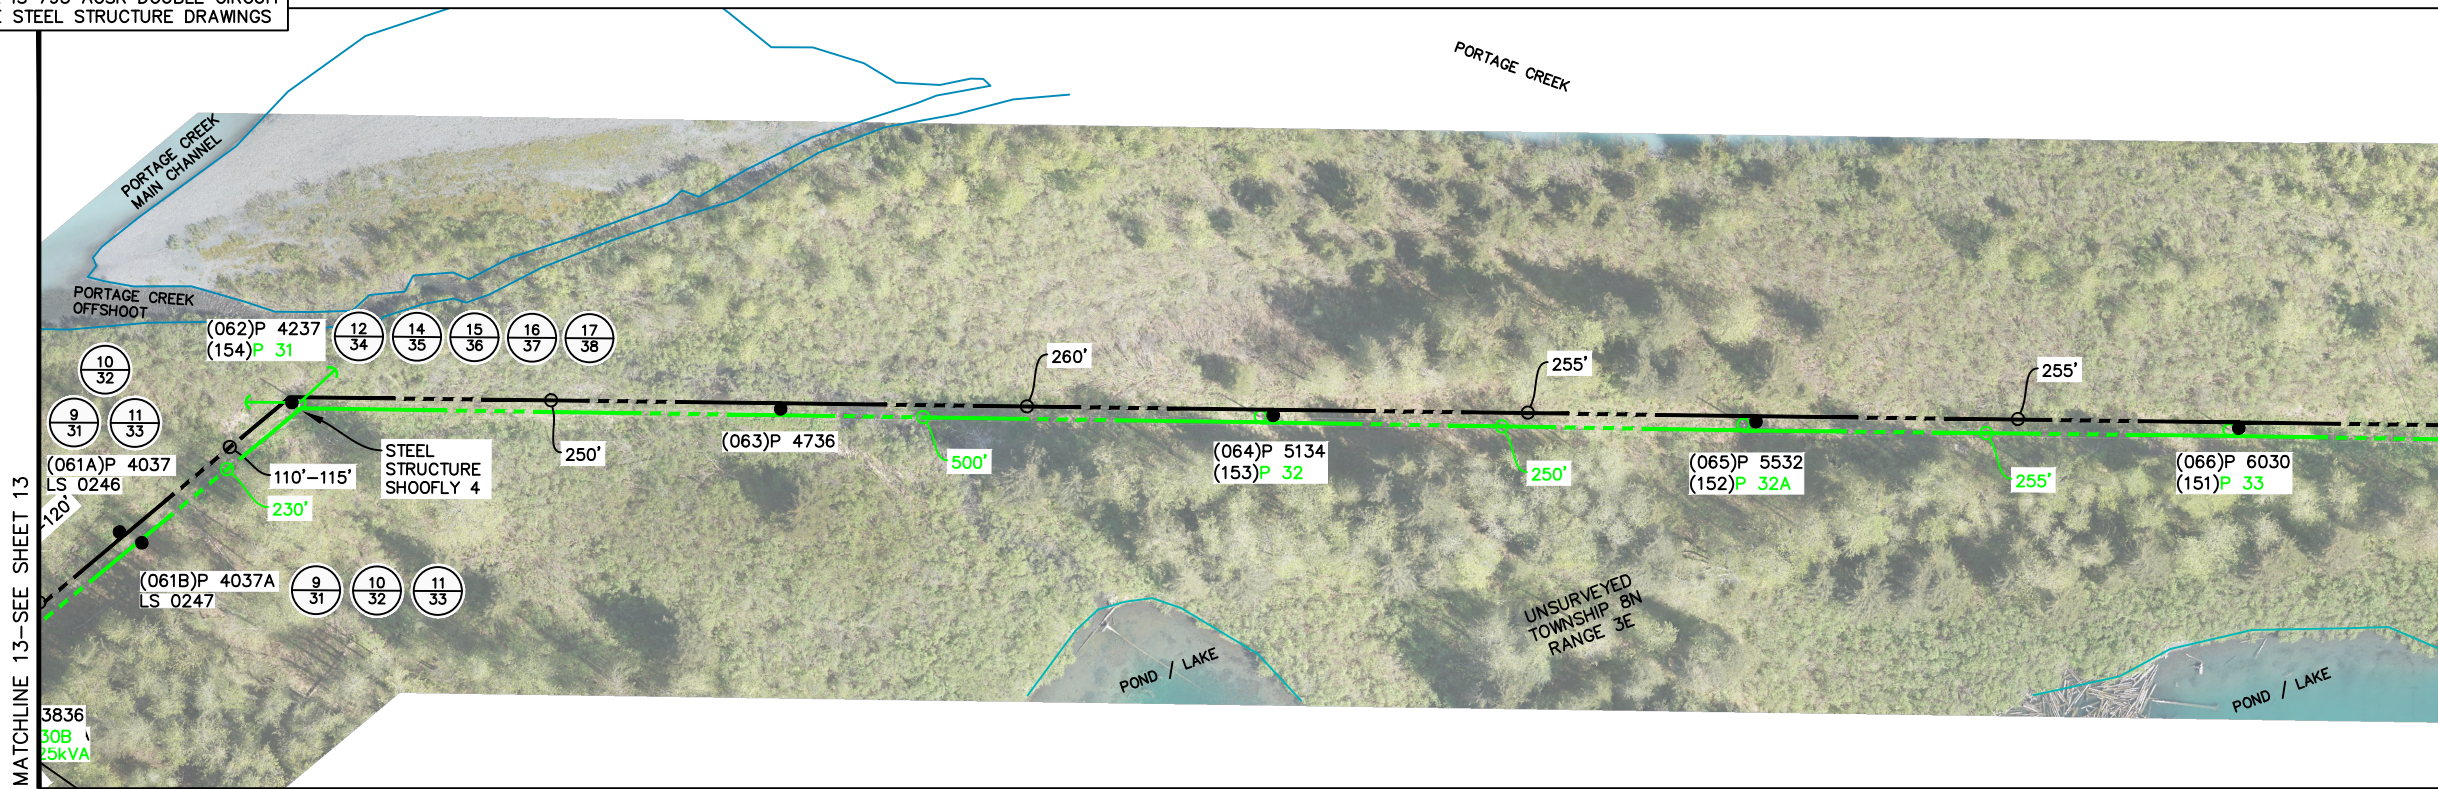 STEEL STRUCTURE DRAWINGS
PORTAGE CREEK
PORTAGE CREEK
MAIN CHANNEL
PORTAGE CREEK
OFFSHOOT
(062)P 4237
(154)P 31
12
34
14
35
15
36
16
37
17
38
10
32
9
31
11
33
(061A)P 4037
LS 0246
-120'
110'-115'
230'
STEEL
STRUCTURE
SHOOFLY 4
250'
(063)P 4736
500'
260'
(064)P 5134
(153)P 32
255'
250'
(065)P 5532
(152)P 32A
255'
255'
(066)P 6030
(151)P 33
(061B)P 4037A
LS 0247
9
31
10
32
11
33
UNSURVEYED
TOWNSHIP 8N
RANGE 3E
POND / LAKE
POND / LAKE
3836
30B
25kVA
MATCHLINE 13-SEE SHEET 13